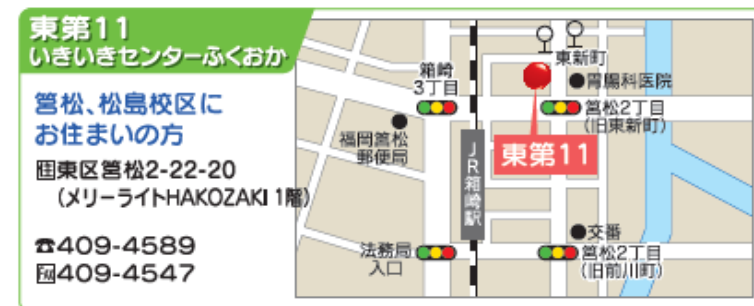 東第11
いきいきセンターふくおか
筥松、松島校区に
お住まいの方
住東区筥松2-22-20
(メリーライトHAKOZAKI 1階)
☎409-4589
FAX409-4547
箱崎
3丁目
福岡筥松
郵便局
法務局
入口
JR箱崎駅
東新町
胃腸科医院
筥松2丁目
(旧東新町)
東第11
交番
筥松2丁目
(旧前川町)